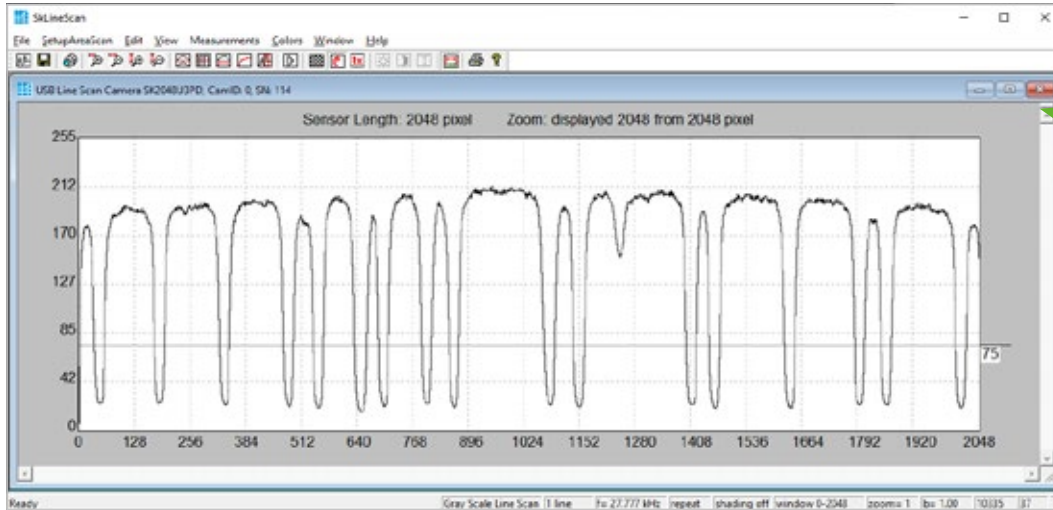 SkLineScan
File SetupAreaScan Edit View Measurements Colors Window Help
USB Line Scan Camera SK2048U3PD, CamID: 0, SN: 114
Sensor Length: 2048 pixel Zoom: displayed 2048 from 2048 pixel
255
212
170
127
85
75
42
0
0 128 256 384 512 640 768 896 1024 1152 1280 1408 1536 1664 1792 1920 2048
Ready Gray Scale Line Scan 1 line f= 27.777 kHz repeat shading off window 0-2048 zoom= 1 b= 1.00 10335 37